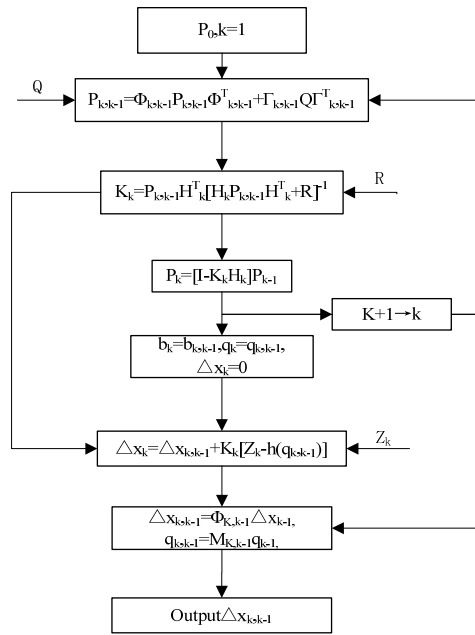 P₀,k=1
Q
Pₖ,ₖ₋₁=Φₖ,ₖ₋₁Pₖ,ₖ₋₁Φᵀₖ,ₖ₋₁+Γₖ,ₖ₋₁QΓᵀₖ,ₖ₋₁
Kₖ=Pₖ,ₖ₋₁Hᵀₖ[HₖPₖ,ₖ₋₁Hᵀₖ+R]⁻¹
R
Pₖ=[I-KₖHₖ]Pₖ₋₁
K+1→k
bₖ=bₖ,ₖ₋₁,qₖ=qₖ,ₖ₋₁,
△xₖ=0
△xₖ=△xₖ,ₖ₋₁+Kₖ[Zₖ-h(qₖ,ₖ₋₁)]
Zₖ
△xₖ,ₖ₋₁=Φ_K,ₖ₋₁△xₖ₋₁,
qₖ,ₖ₋₁=M_K,ₖ₋₁qₖ₋₁,
Output△xₖ,ₖ₋₁